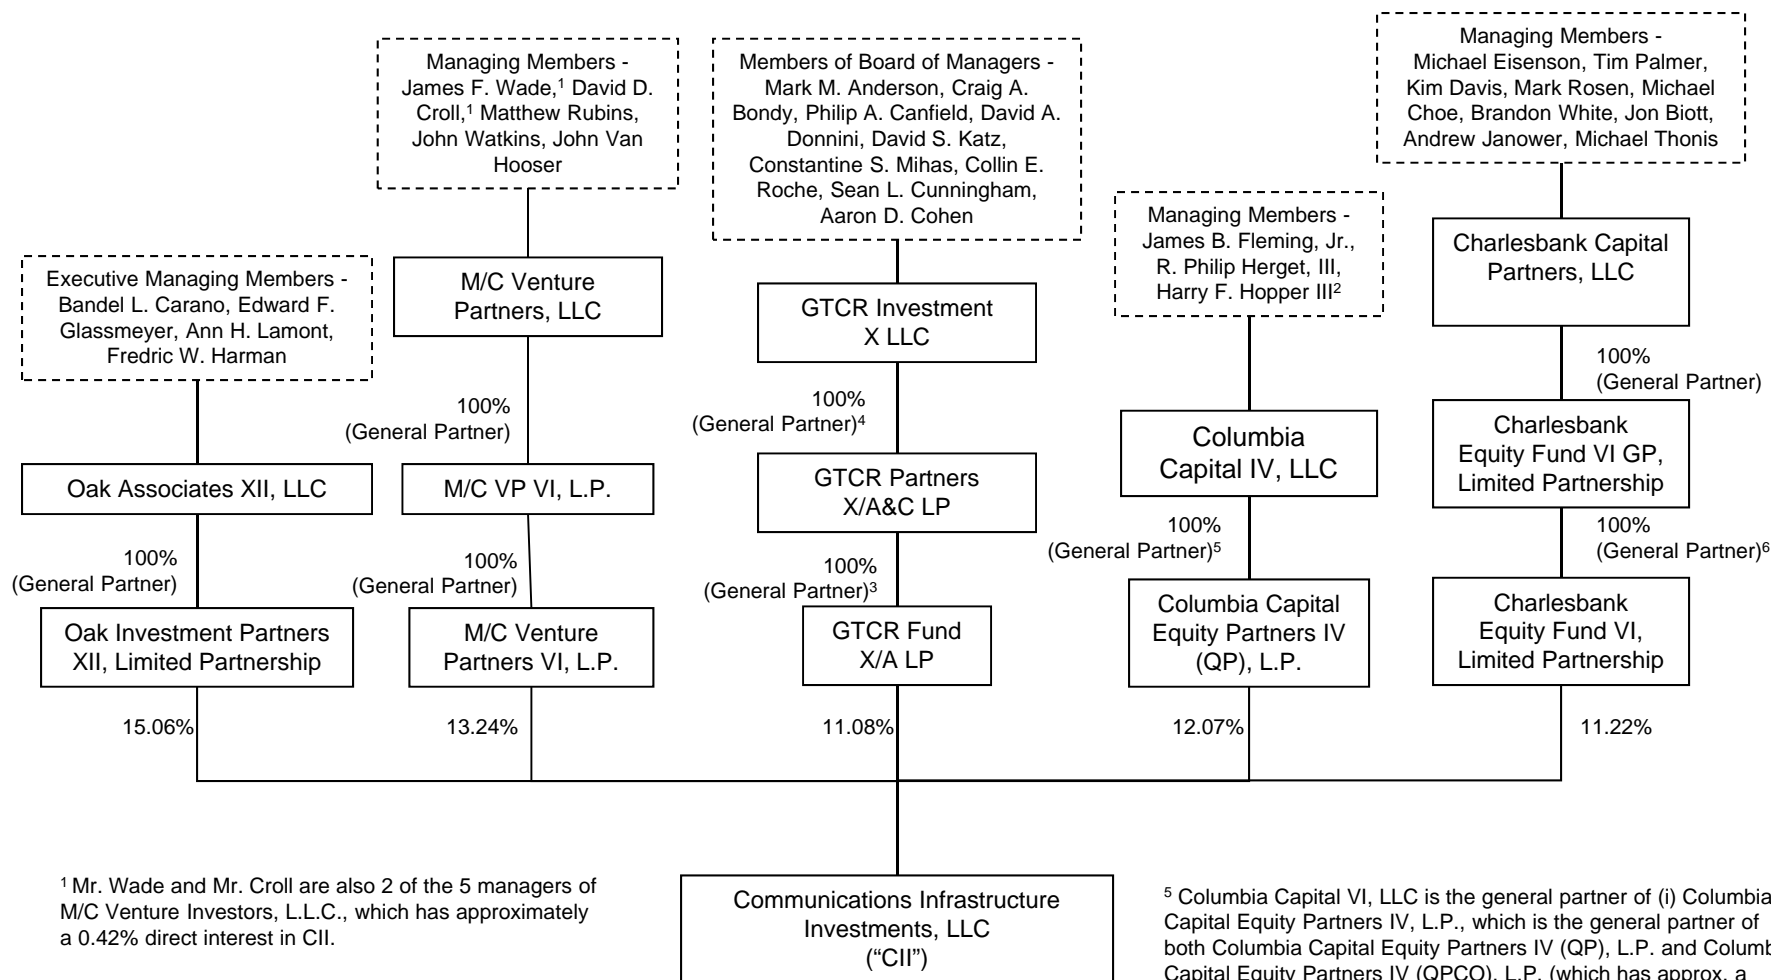 Managing Members -
James F. Wade,¹ David D.
Croll,¹ Matthew Rubins,
John Watkins, John Van
Hooser
Members of Board of Managers -
Mark M. Anderson, Craig A.
Bondy, Philip A. Canfield, David A.
Donnini, David S. Katz,
Constantine S. Mihas, Collin E.
Roche, Sean L. Cunningham,
Aaron D. Cohen
Managing Members -
Michael Eisenson, Tim Palmer,
Kim Davis, Mark Rosen, Michael
Choe, Brandon White, Jon Biott,
Andrew Janower, Michael Thonis
Managing Members -
James B. Fleming, Jr.,
R. Philip Herget, III,
Harry F. Hopper III²
Executive Managing Members -
Bandel L. Carano, Edward F.
Glassmeyer, Ann H. Lamont,
Fredric W. Harman
M/C Venture
Partners, LLC
GTCR Investment
X LLC
Charlesbank Capital
Partners, LLC
100%
(General Partner)
100%
(General Partner)⁴
100%
(General Partner)
Oak Associates XII, LLC
M/C VP VI, L.P.
GTCR Partners
X/A&C LP
Columbia
Capital IV, LLC
Charlesbank
Equity Fund VI GP,
Limited Partnership
100%
(General Partner)
100%
(General Partner)
100%
(General Partner)³
100%
(General Partner)⁵
100%
(General Partner)⁶
Oak Investment Partners
XII, Limited Partnership
M/C Venture
Partners VI, L.P.
GTCR Fund
X/A LP
Columbia Capital
Equity Partners IV
(QP), L.P.
Charlesbank
Equity Fund VI,
Limited Partnership
15.06%
13.24%
11.08%
12.07%
11.22%
¹ Mr. Wade and Mr. Croll are also 2 of the 5 managers of
M/C Venture Investors, L.L.C., which has approximately
a 0.42% direct interest in CII.
Communications Infrastructure
Investments, LLC
(“CII”)
⁵ Columbia Capital VI, LLC is the general partner of (i) Columbia
Capital Equity Partners IV, L.P., which is the general partner of
both Columbia Capital Equity Partners IV (QP), L.P. and Columb
Capital Equity Partners IV (QPCO), L.P. (which has approx. a